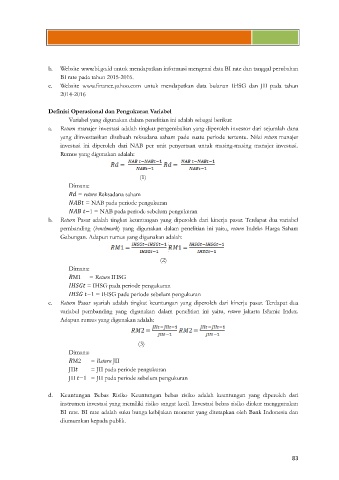 b. Website www.bi.go.id untuk mendapatkan informasi mengenai data BI rate dan tanggal perubahan
BI rate pada tahun 2015-2016.
c. Website www.finance.yahoo.com untuk mendapatkan data bulanan IHSG dan JII pada tahun
2014-2016
Definisi Operasional dan Pengukuran Variabel
Variabel yang digunakan dalam penelitian ini adalah sebagai berikut:
a. Return manajer investasi adalah tingkat pengembalian yang diperoleh investor dari sejumlah dana
yang diinvestasikan disebuah reksadana saham pada suatu periode tertentu. Nilai return manajer
investasi ini diperoleh dari NAB per unit penyertaan untuk masing-masing manajer investasi.
Rumus yang digunakan adalah:
Rd = NAB t−NABt−1 / NABt−1 Rd = NAB t−NABt−1 / NABt−1
(1)
Dimana:
Rd = return Reksadana saham
NABt = NAB pada periode pengukuran
NAB t−1 = NAB pada periode sebelum pengukuran
b. Return Pasar adalah tingkat keuntungan yang diperoleh dari kinerja pasar. Terdapat dua variabel
pembanding (benchmark) yang digunakan dalam penelitian ini yaitu, return Indeks Harga Saham
Gabungan. Adapun rumus yang digunakan adalah:
RM1 = IHSGt−IHSGt−1 / IHSGt−1 RM1 = IHSGt−IHSGt−1 / IHSGt−1
(2)
Dimana:
RM1 = Return IHSG
IHSGt = IHSG pada periode pengukuran
IHSG t−1 = IHSG pada periode sebelum pengukuran
c. Return Pasar syariah adalah tingkat keuntungan yang diperoleh dari kinerja pasar. Terdapat dua
variabel pembanding yang digunakan dalam penelitian ini yaitu, return jakarta Islamic Index.
Adapun rumus yang digunakan adalah:
RM2 = JIIt−JIIt−1 / JIIt−1 RM2 = JIIt−JIIt−1 / JIIt−1
(3)
Dimana:
RM2 = Return JII
JIIt = JII pada periode pengukuran
JII t−1 = JII pada periode sebelum pengukuran
d. Keuntungan Bebas Risiko Keuntungan bebas risiko adalah keuntungan yang diperoleh dari
instrumen investasi yang memiliki risiko sangat kecil. Investasi bebas risiko diukur menggunakan
BI rate. BI rate adalah suku bunga kebijakan moneter yang ditetapkan oleh Bank Indonesia dan
diumumkan kepada publik.
83